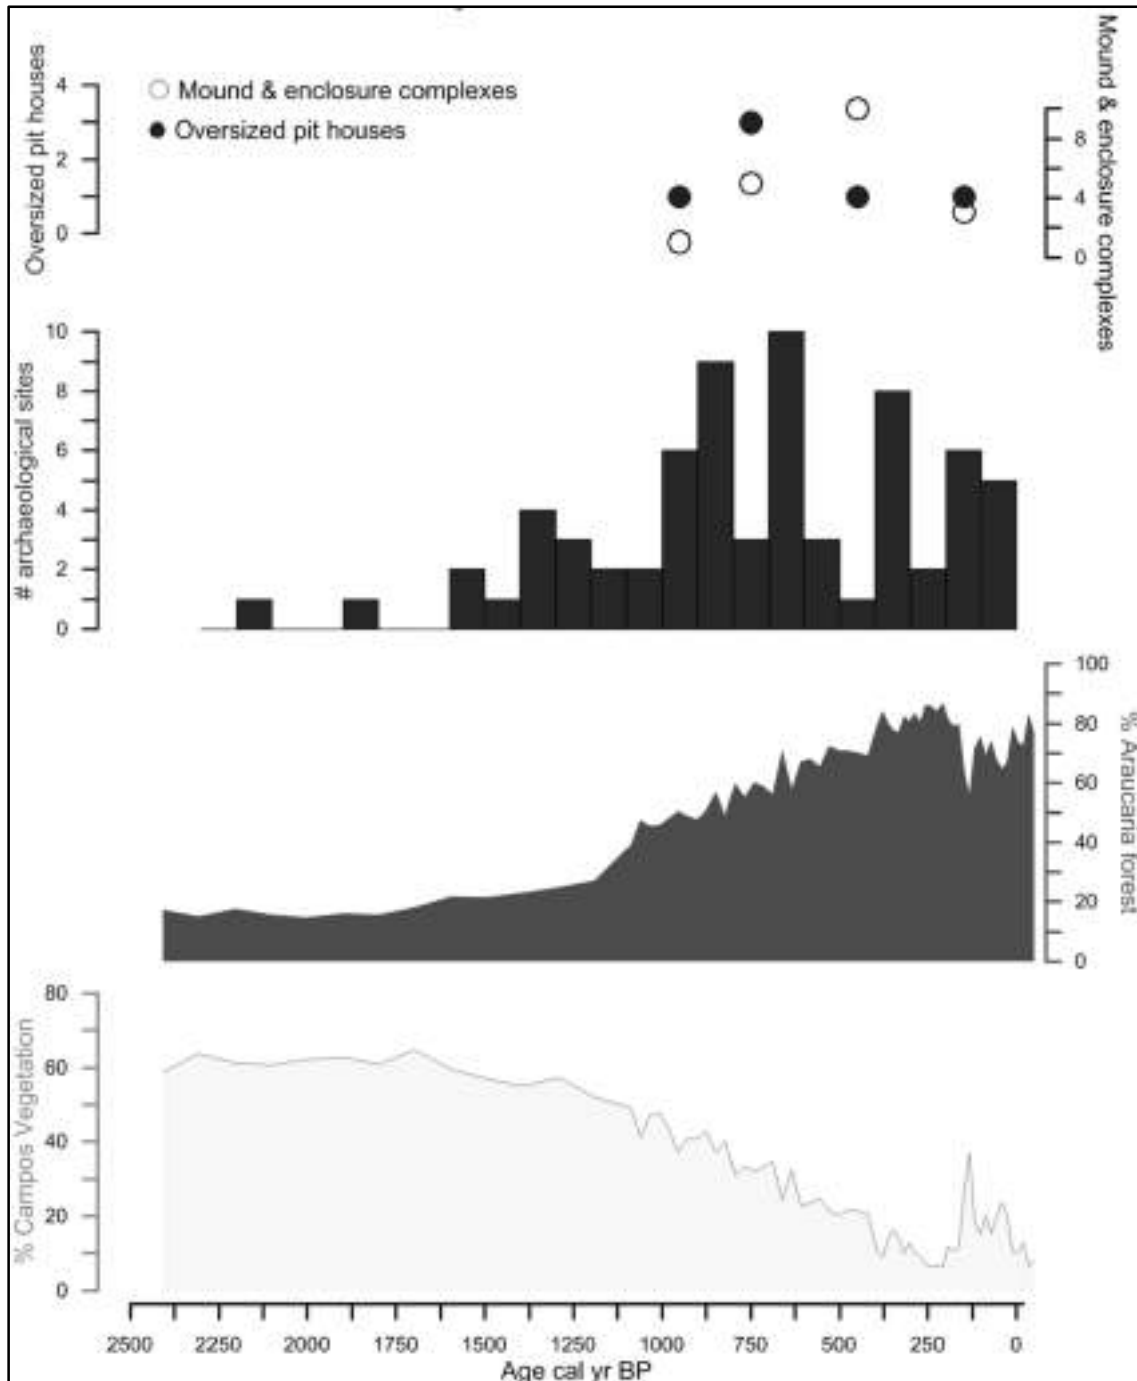 Oversized pit houses
4
2
0
○ Mound & enclosure complexes
● Oversized pit houses
8
4
0
Mound & enclosure complexes
# archaeological sites
10
8
6
4
2
0
100
80
60
40
20
0
% Araucaria forest
% Campos Vegetation
80
60
40
20
0
2500 2250 2000 1750 1500 1250 1000 750 500 250 0
Age cal yr BP